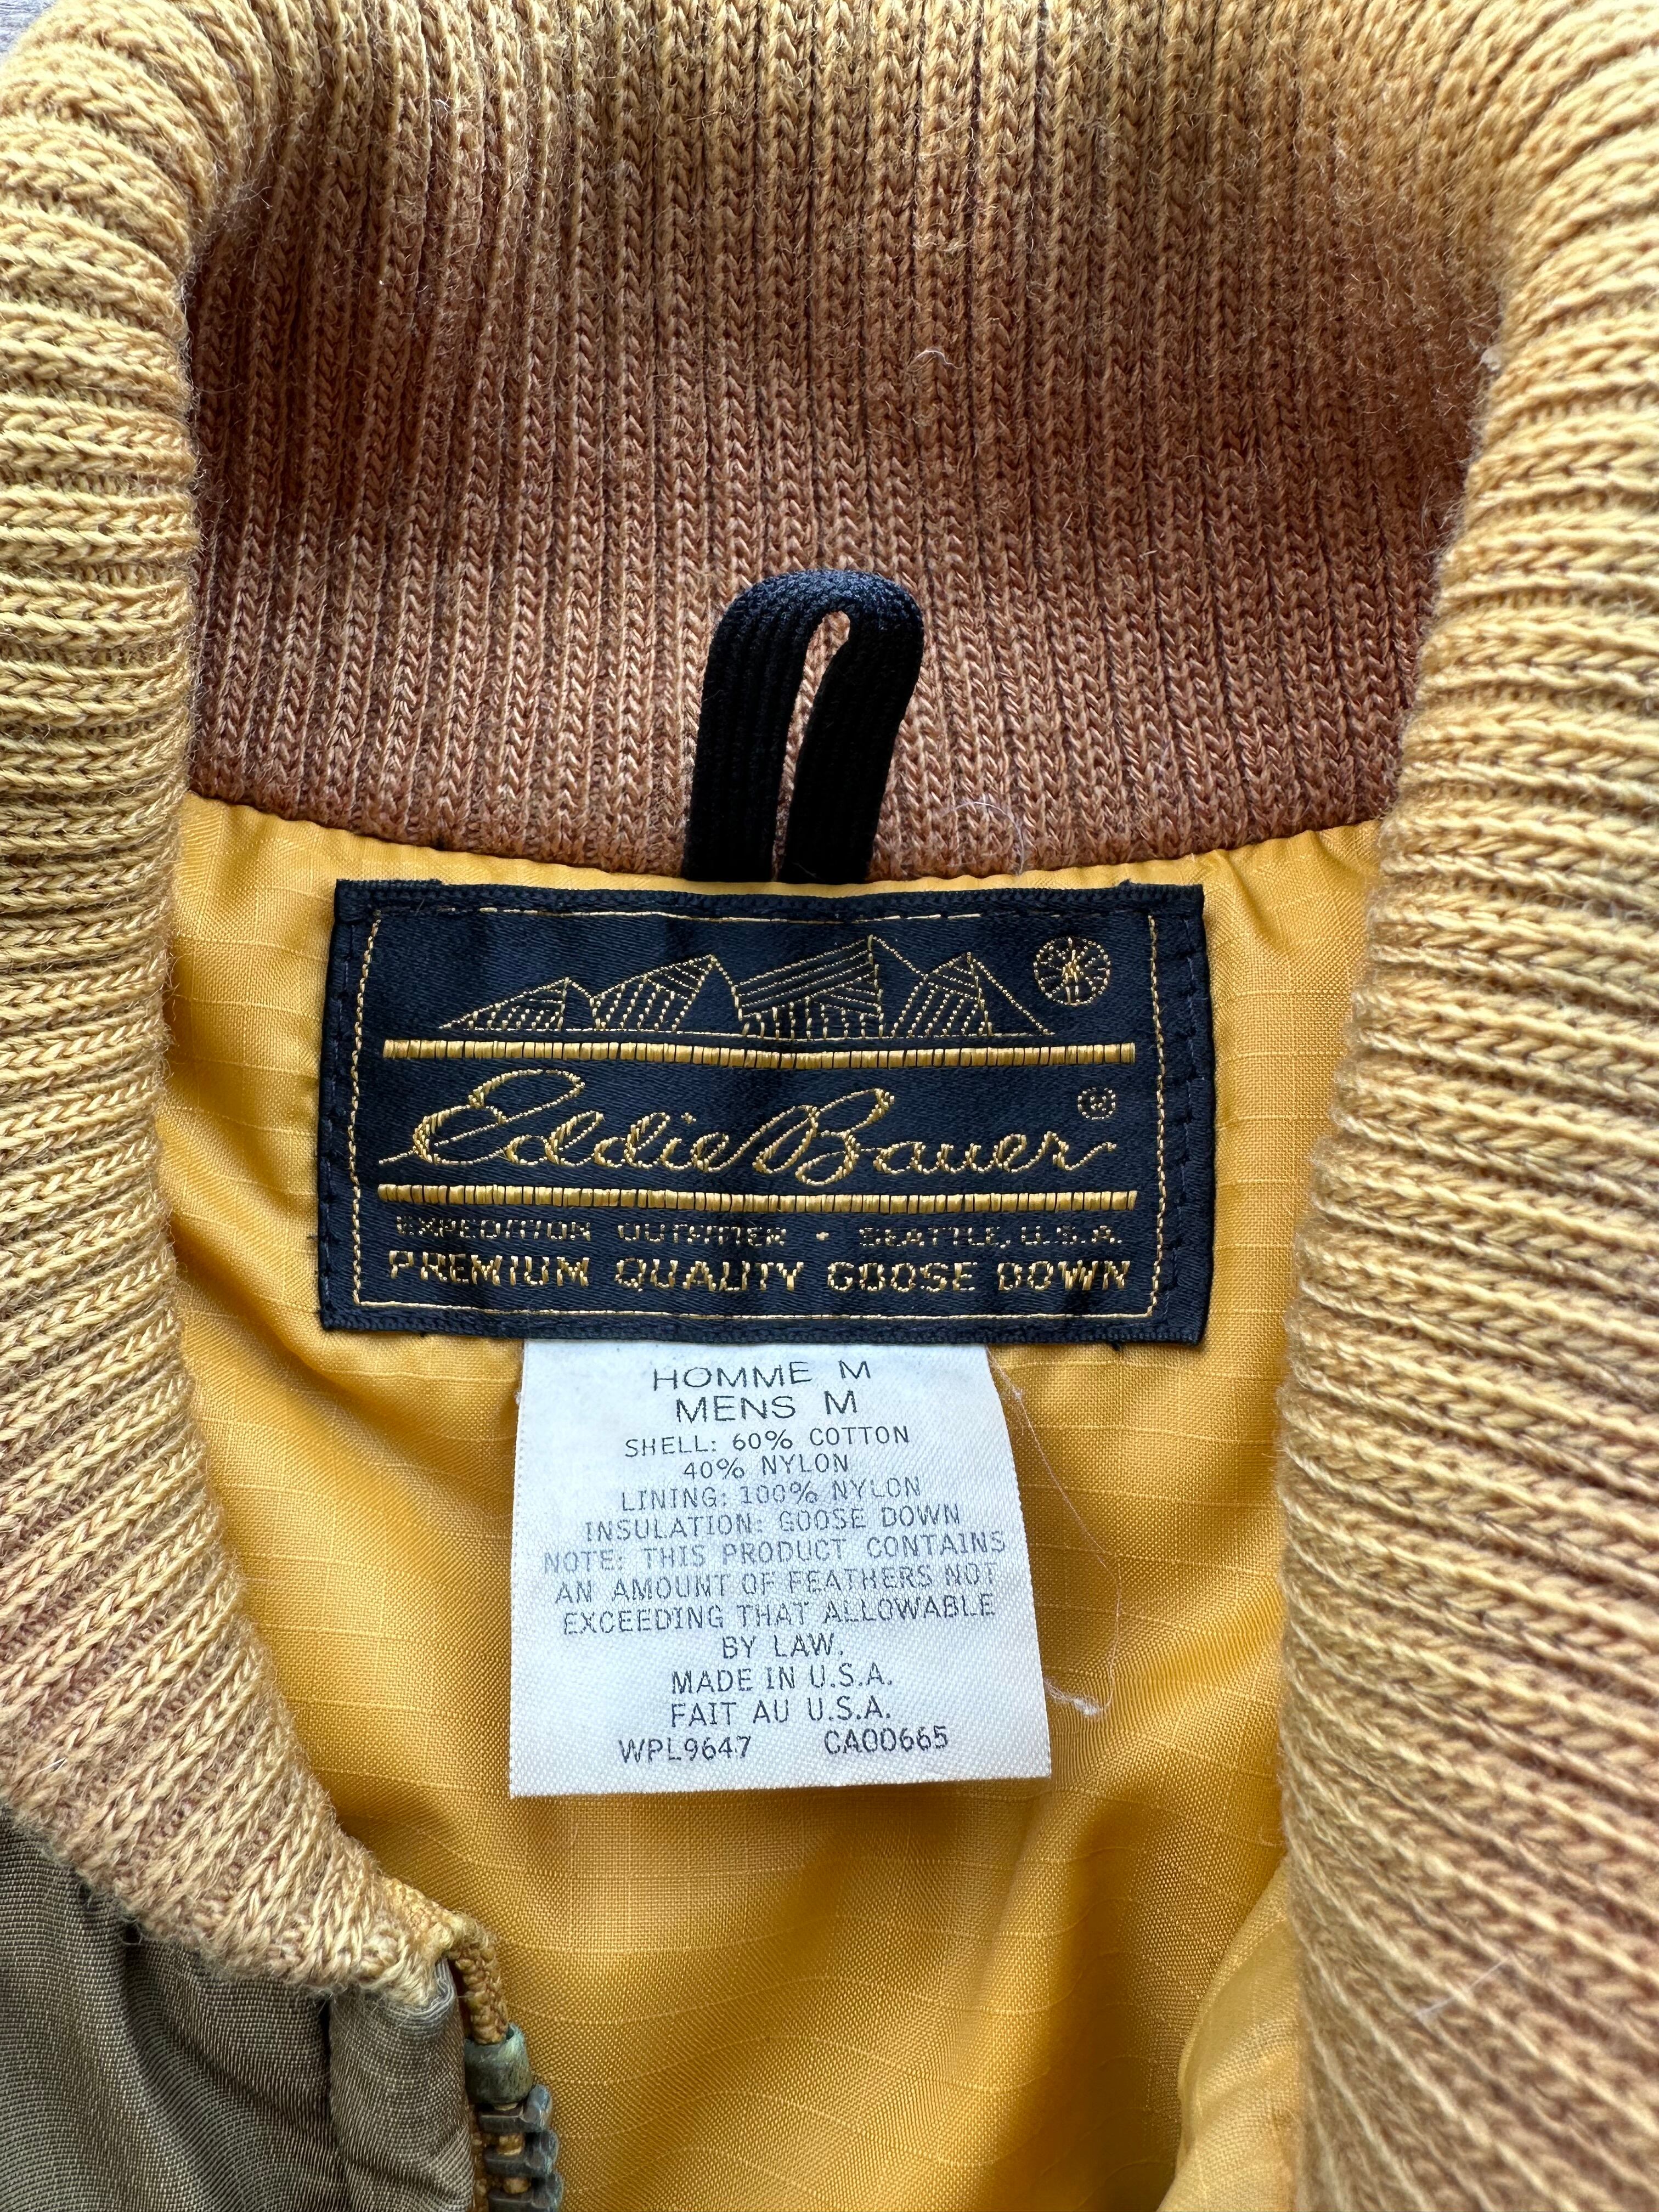 Eddie Bauer ®
EXPEDITION OUTFITTER • SEATTLE, U.S.A.
PREMIUM QUALITY GOOSE DOWN
HOMME M
MENS M
SHELL: 60% COTTON
40% NYLON
LINING: 100% NYLON
INSULATION: GOOSE DOWN
NOTE: THIS PRODUCT CONTAINS
AN AMOUNT OF FEATHERS NOT
EXCEEDING THAT ALLOWABLE
BY LAW.
MADE IN U.S.A.
FAIT AU U.S.A.
WPL9647 CA00665